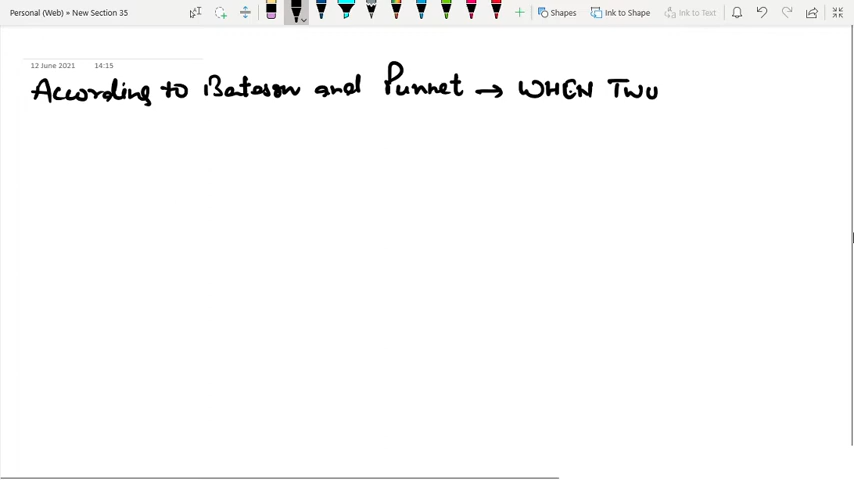 Personal (Web) » New Section 35
Shapes
Ink to Shape
Ink to Text
12 June 2021 14:15
According to Bateson and Punnet → WHEN TWO